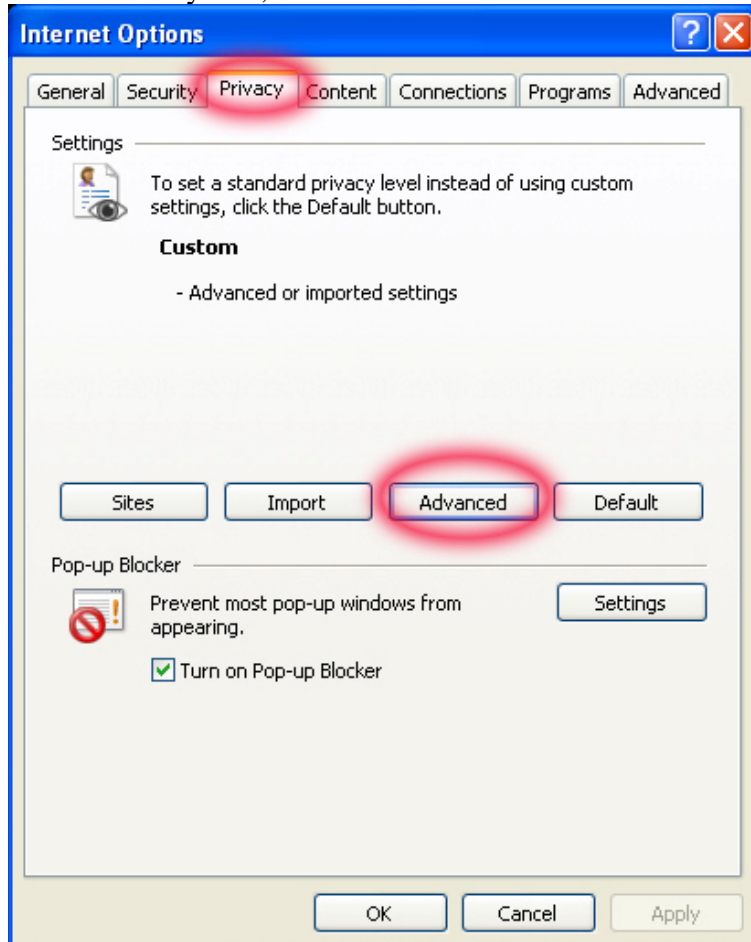 Internet Options
General Security Privacy Content Connections Programs Advanced
Settings
To set a standard privacy level instead of using custom
settings, click the Default button.
Custom
- Advanced or imported settings
Sites Import Advanced Default
Pop-up Blocker
Prevent most pop-up windows from
appearing.
Settings
Turn on Pop-up Blocker
OK Cancel Apply